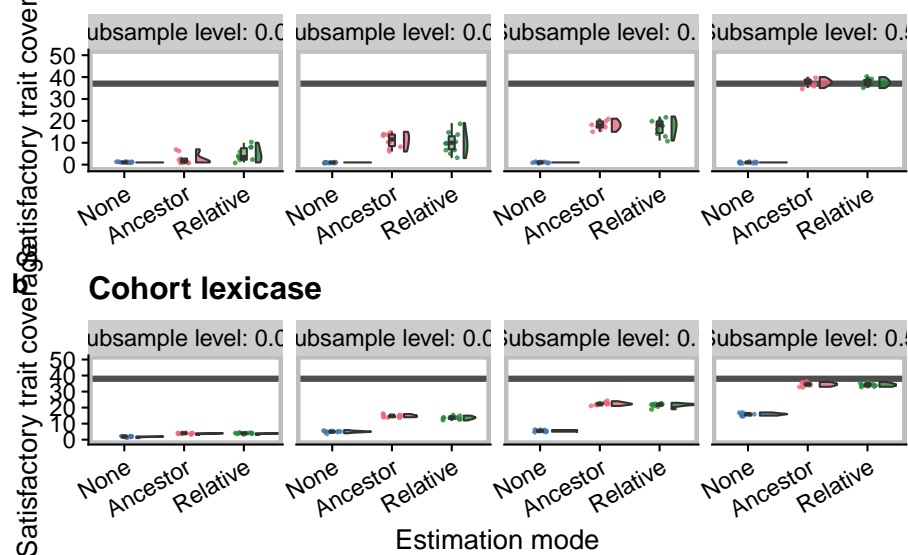 Satisfactory trait cover
ubsample level: 0.0 ubsample level: 0.0 Subsample level: 0. Subsample level: 0.5
50
40
30
20
10
0
None Ancestor Relative None Ancestor Relative None Ancestor Relative None Ancestor Relative
b
Cohort lexicase
Satisfactory trait coverage
ubsample level: 0.0 ubsample level: 0.0 Subsample level: 0. Subsample level: 0.5
50
40
30
20
10
0
None Ancestor Relative None Ancestor Relative None Ancestor Relative None Ancestor Relative
Estimation mode